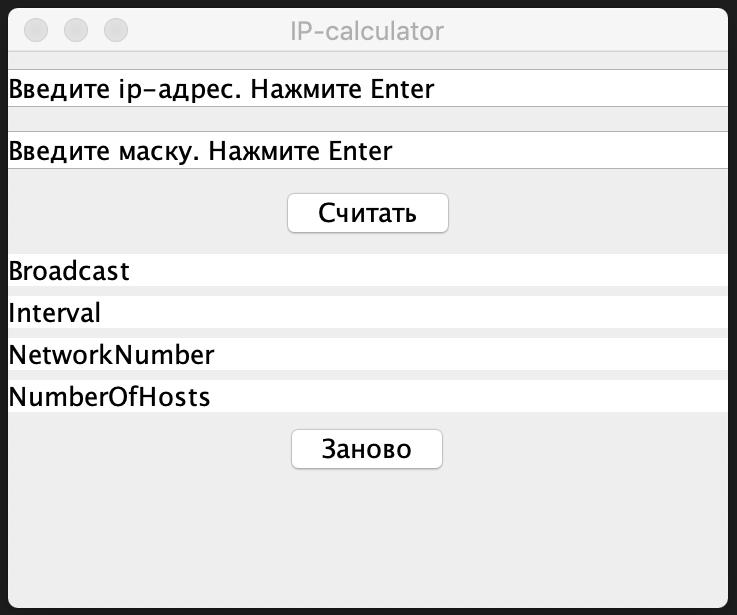 IP-calculator
Введите ip-адрес. Нажмите Enter
Введите маску. Нажмите Enter
Считать
Broadcast
Interval
NetworkNumber
NumberOfHosts
Заново